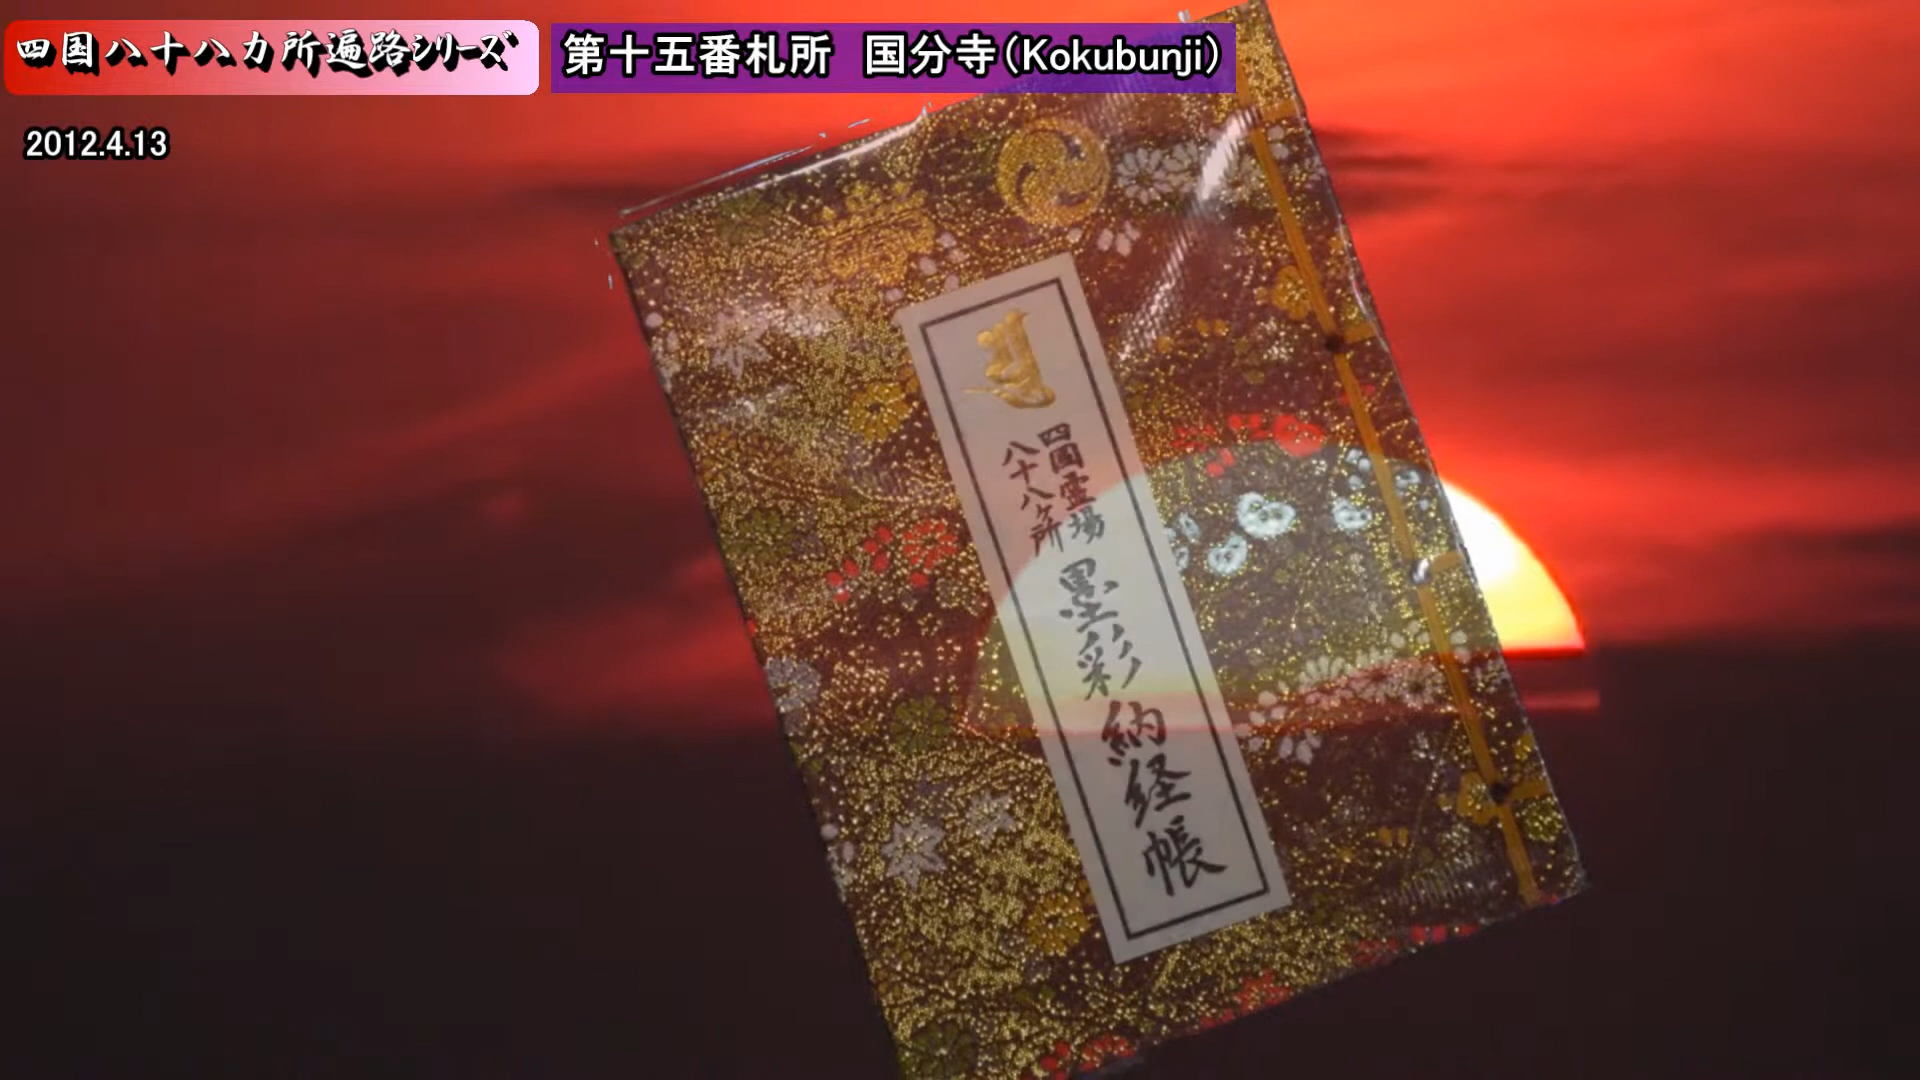 四国八十八カ所遍路シリーズ
第十五番札所　国分寺(Kokubunji)
2012.4.13
四国霊場
八十八ヶ所
墨彩納経帳